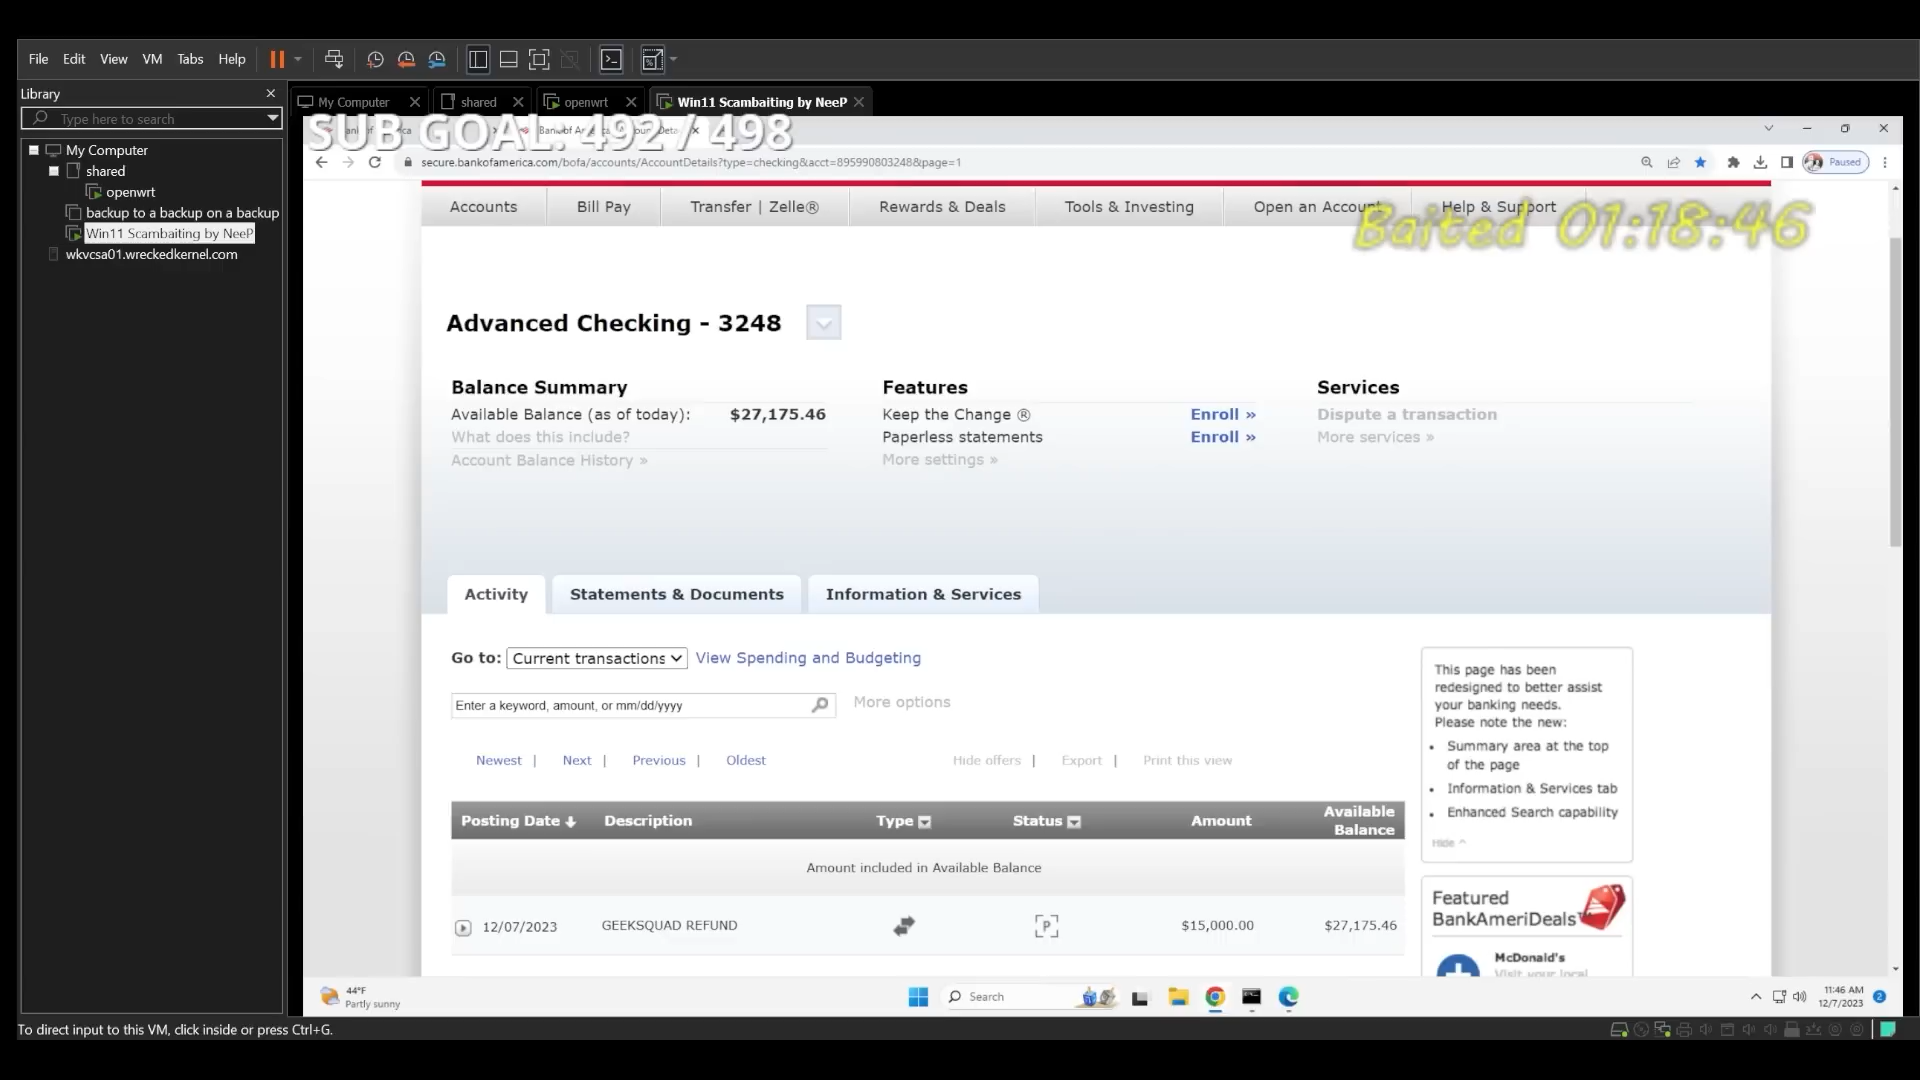 File Edit View VM Tabs Help
Library
Type here to search
My Computer
shared
openwrt
backup to a backup on a backup
Win11 Scambaiting by NeeP
wkvcsa01.wreckedkernel.com
My Computer shared openwrt Win11 Scambaiting by NeeP
SUB GOAL: 492 / 498
secure.bankofamerica.com/bofa/accounts/AccountDetails?type=checking&acct=895990803248&page=1
Paused
Accounts Bill Pay Transfer | Zelle® Rewards & Deals Tools & Investing Open an Account Help & Support
Baited 01:18:46
Advanced Checking - 3248
Balance Summary
Available Balance (as of today): $27,175.46
What does this include?
Account Balance History »
Features
Keep the Change ® Enroll »
Paperless statements Enroll »
More settings »
Services
Dispute a transaction
More services »
Activity Statements & Documents Information & Services
Go to: Current transactions View Spending and Budgeting
Enter a keyword, amount, or mm/dd/yyyy More options
Newest | Next | Previous | Oldest Hide offers | Export | Print this view
Posting Date Description Type Status Amount Available Balance
Amount included in Available Balance
12/07/2023 GEEKSQUAD REFUND P $15,000.00 $27,175.46
This page has been
redesigned to better assist
your banking needs.
Please note the new:
• Summary area at the top
of the page
• Information & Services tab
• Enhanced Search capability
Hide ^
Featured
BankAmeriDeals™
McDonald's
Visit your local
44°F
Partly sunny
Search
11:46 AM
12/7/2023
2
To direct input to this VM, click inside or press Ctrl+G.